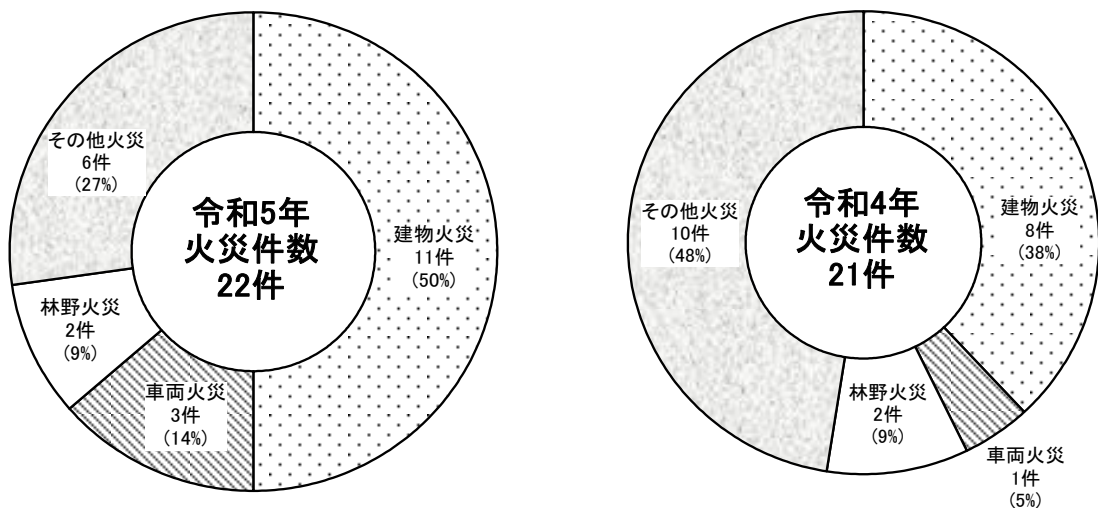 令和5年
火災件数
22件
建物火災
11件
(50%)
車両火災
3件
(14%)
林野火災
2件
(9%)
その他火災
6件
(27%)
令和4年
火災件数
21件
建物火災
8件
(38%)
車両火災
1件
(5%)
林野火災
2件
(9%)
その他火災
10件
(48%)